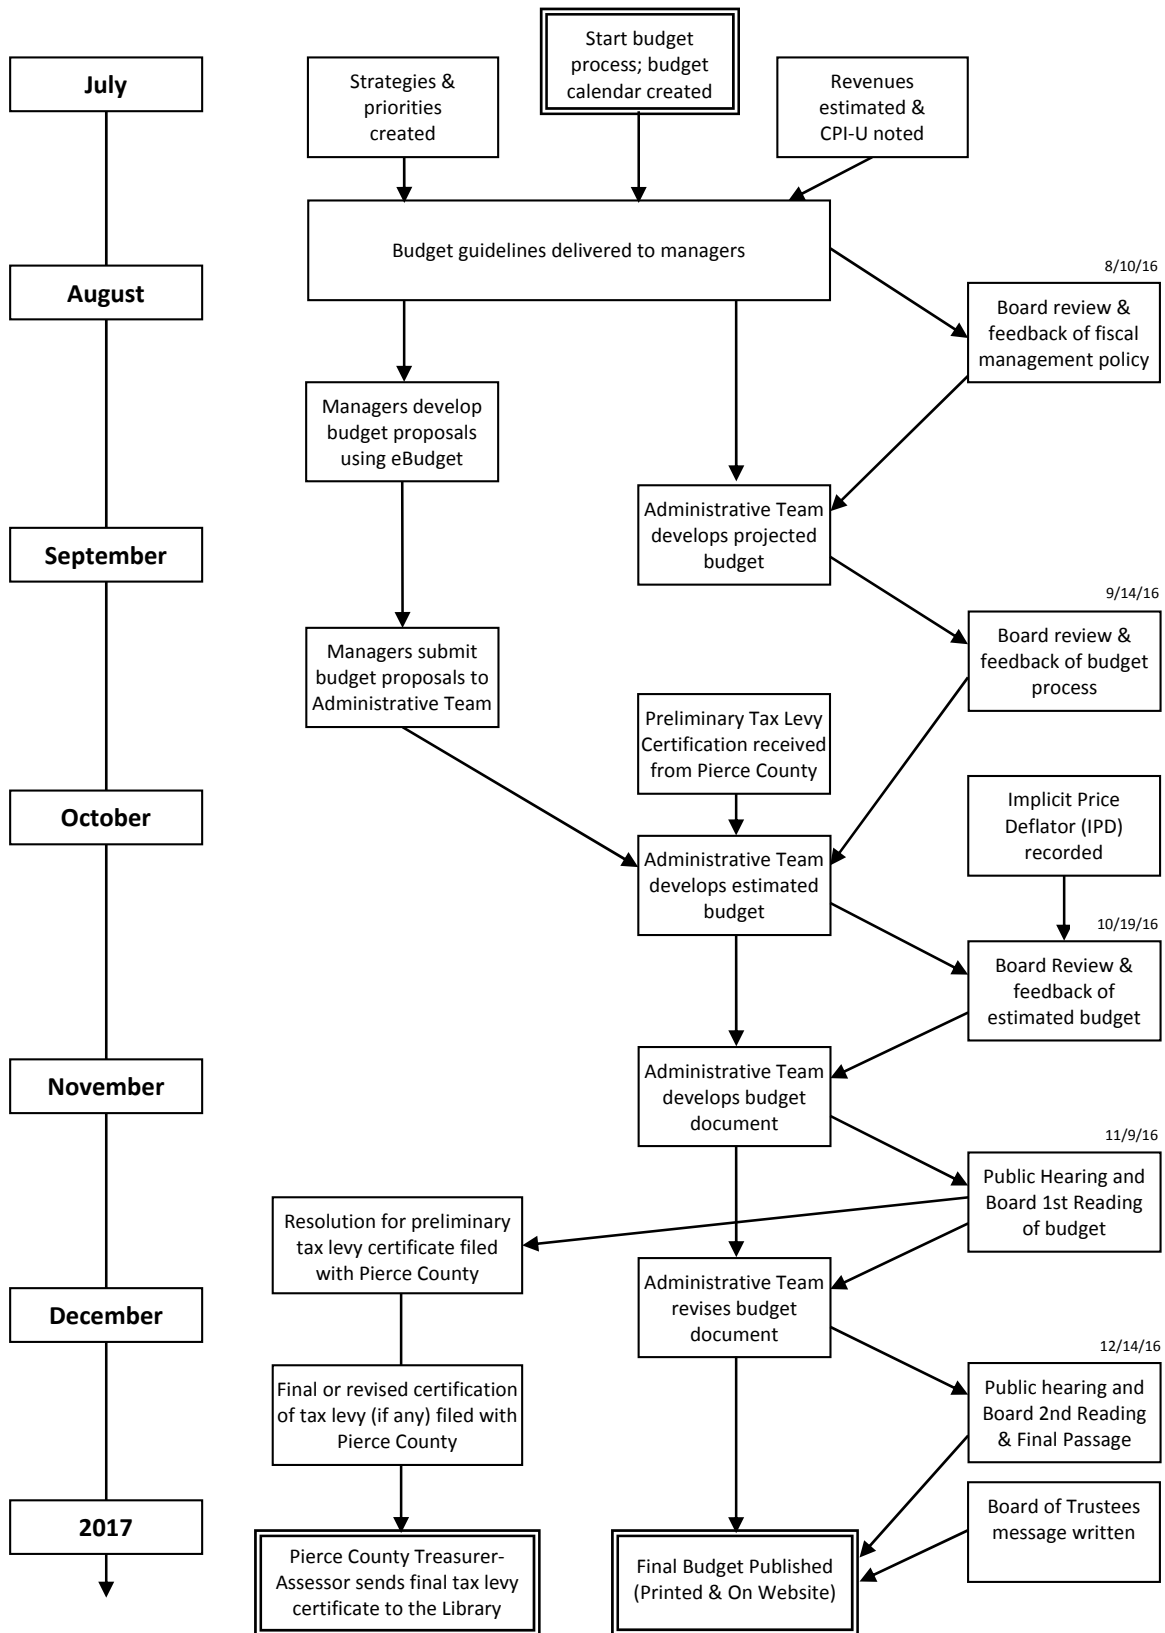 Start budget
process; budget
calendar created
July
Strategies &
priorities
created
Revenues
estimated &
CPI-U noted
Budget guidelines delivered to managers
August
8/10/16
Board review &
feedback of fiscal
management policy
Managers develop
budget proposals
using eBudget
Administrative Team
develops projected
budget
September
9/14/16
Board review &
feedback of budget
process
Managers submit
budget proposals to
Administrative Team
Preliminary Tax Levy
Certification received
from Pierce County
October
Implicit Price
Deflator (IPD)
recorded
Administrative Team
develops estimated
budget
10/19/16
Board Review &
feedback of
estimated budget
November
Administrative Team
develops budget
document
11/9/16
Public Hearing and
Board 1st Reading
of budget
Resolution for preliminary
tax levy certificate filed
with Pierce County
December
Administrative Team
revises budget
document
12/14/16
Public hearing and
Board 2nd Reading
& Final Passage
Final or revised certification
of tax levy (if any) filed with
Pierce County
2017
Board of Trustees
message written
Pierce County Treasurer-
Assessor sends final tax levy
certificate to the Library
Final Budget Published
(Printed & On Website)